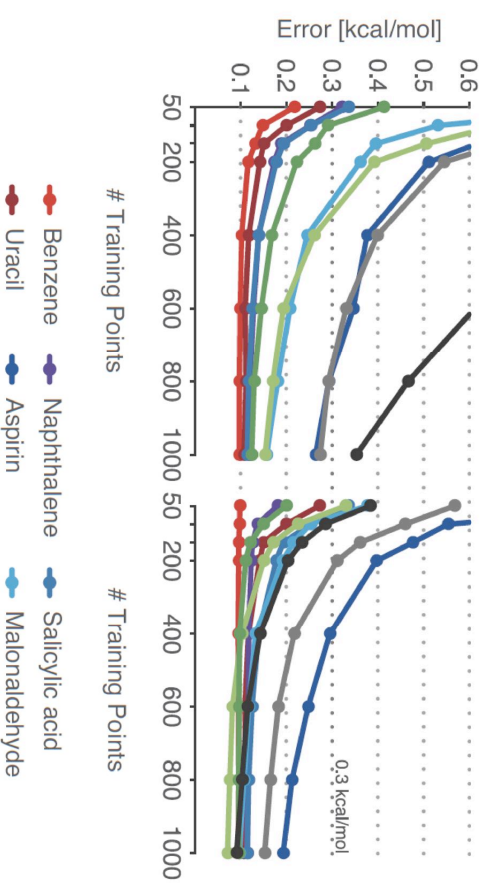 Error [kcal/mol]
0.6
0.5
0.4
0.3
0.2
0.1
50
200
400
600
800
1000
50
200
400
600
800
1000
0.3 kcal/mol
# Training Points
# Training Points
Benzene
Naphthalene
Salicylic acid
Uracil
Aspirin
Malonaldehyde